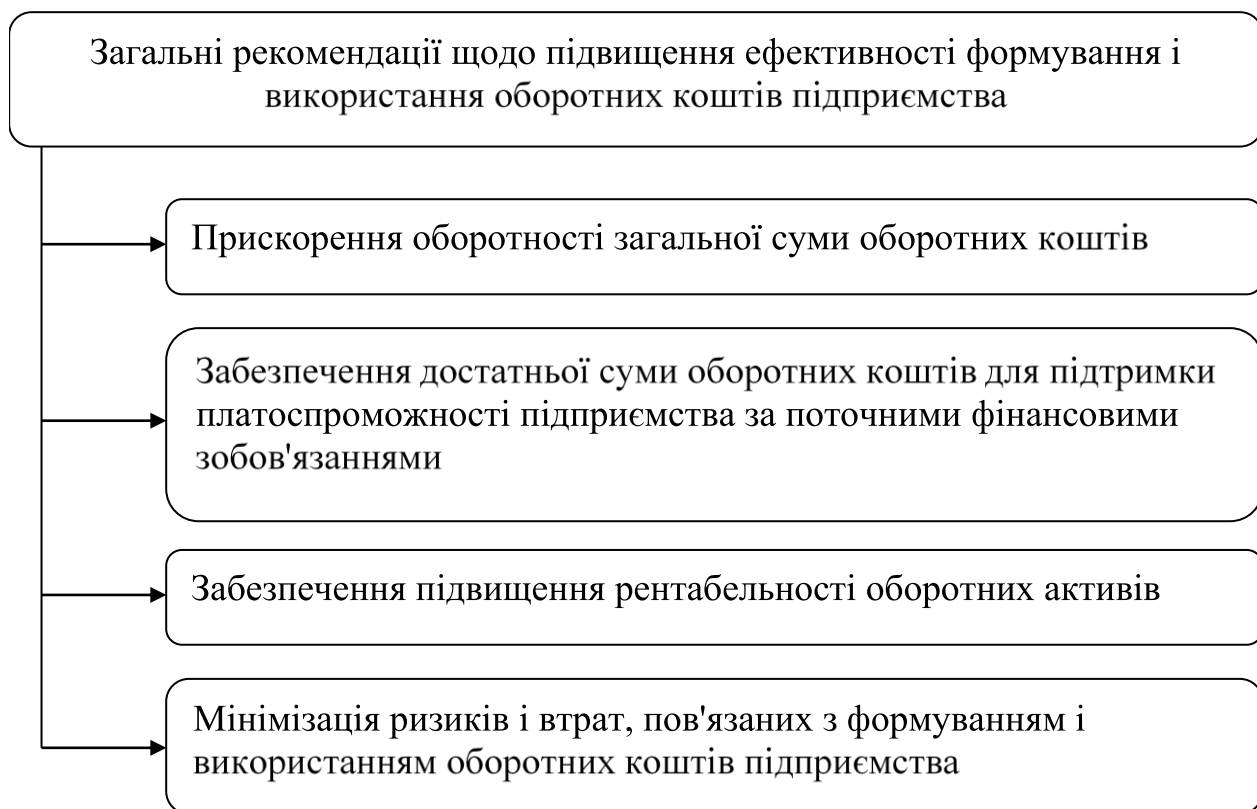 Загальні рекомендації щодо підвищення ефективності формування і
використання оборотних коштів підприємства
Прискорення оборотності загальної суми оборотних коштів
Забезпечення достатньої суми оборотних коштів для підтримки
платоспроможності підприємства за поточними фінансовими
зобов'язаннями
Забезпечення підвищення рентабельності оборотних активів
Мінімізація ризиків і втрат, пов'язаних з формуванням і
використанням оборотних коштів підприємства